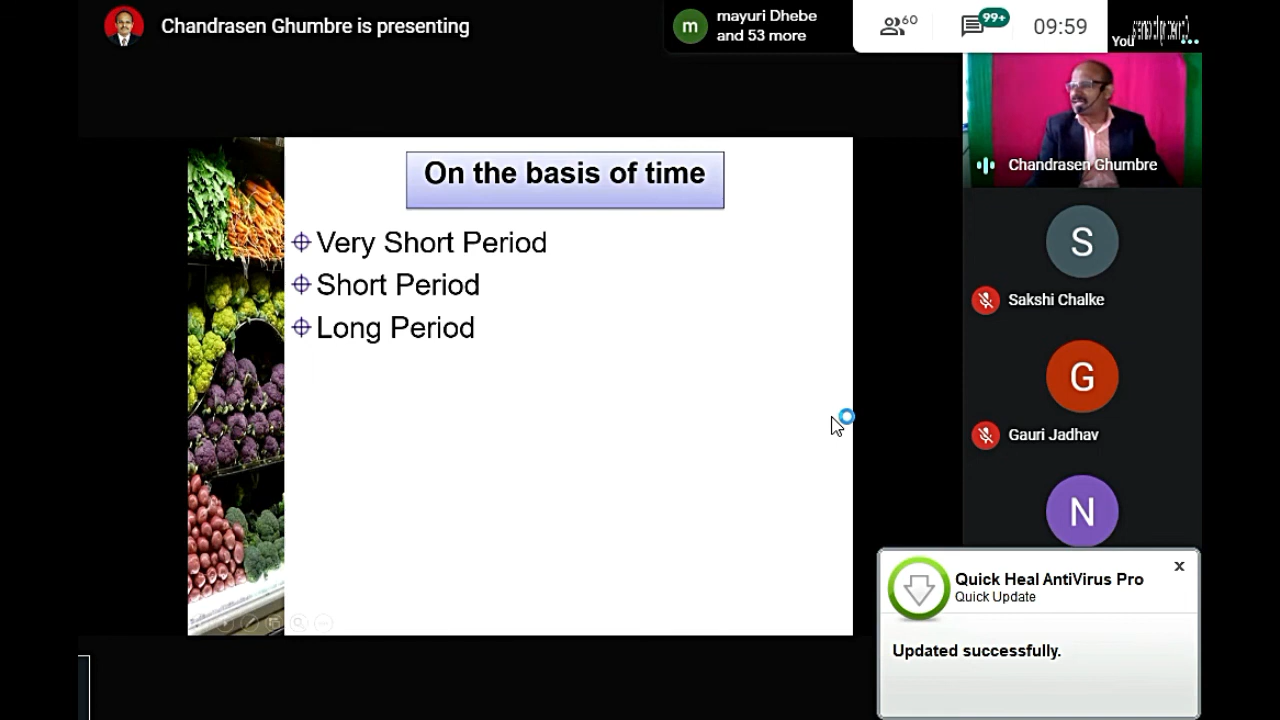 Chandrasen Ghumbre is presenting
m
mayuri Dhebe
and 53 more
60
99+
09:59
You
On the basis of time
Very Short Period
Short Period
Long Period
Chandrasen Ghumbre
S
Sakshi Chalke
G
Gauri Jadhav
N
Quick Heal AntiVirus Pro
x
Quick Update
Updated successfully.